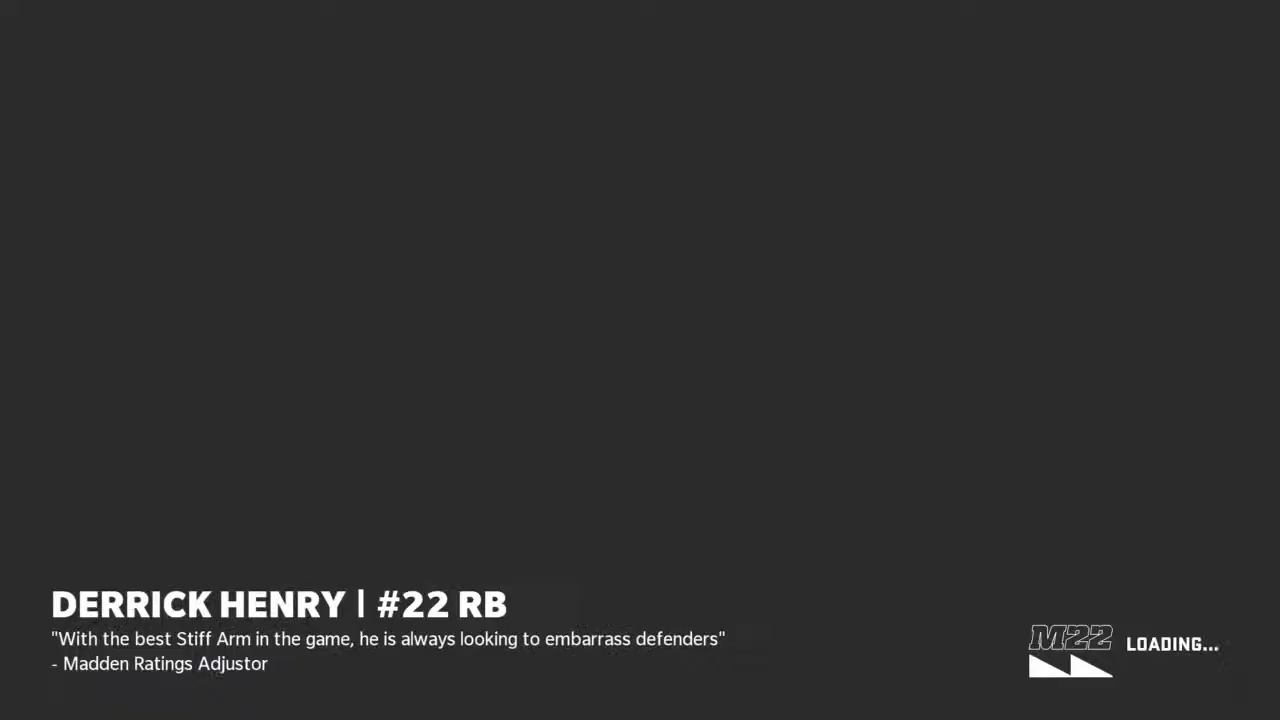 DERRICK HENRY | #22 RB
"With the best Stiff Arm in the game, he is always looking to embarrass defenders"
- Madden Ratings Adjustor
M22
LOADING...